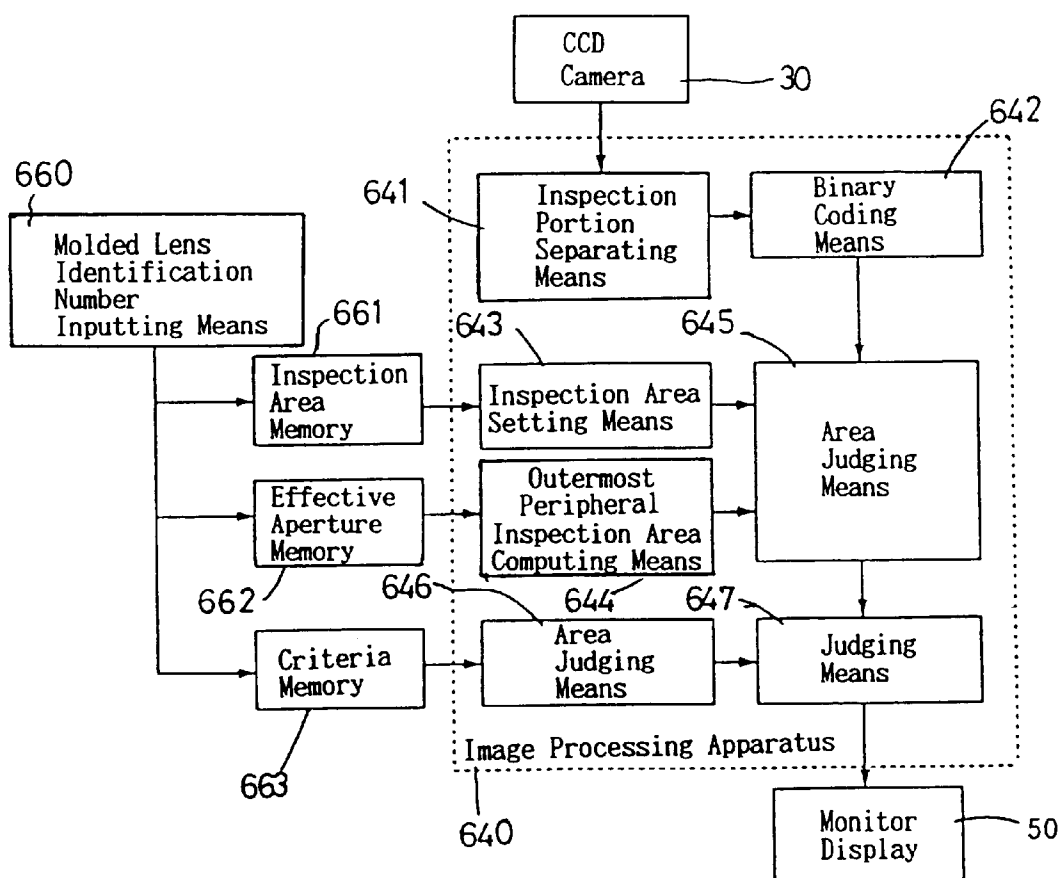 CCD
Camera
30
642
660
641
Inspection
Portion
Separating
Means
Binary
Coding
Means
Molded Lens
Identification
Number
Inputting Means
661
643
645
Inspection
Area
Memory
Inspection Area
Setting Means
Area
Judging
Means
Effective
Aperture
Memory
Outermost
Peripheral
Inspection Area
Computing Means
662
646
644
647
Criteria
Memory
Area
Judging
Means
Judging
Means
663
Image Processing Apparatus
640
Monitor
Display
50